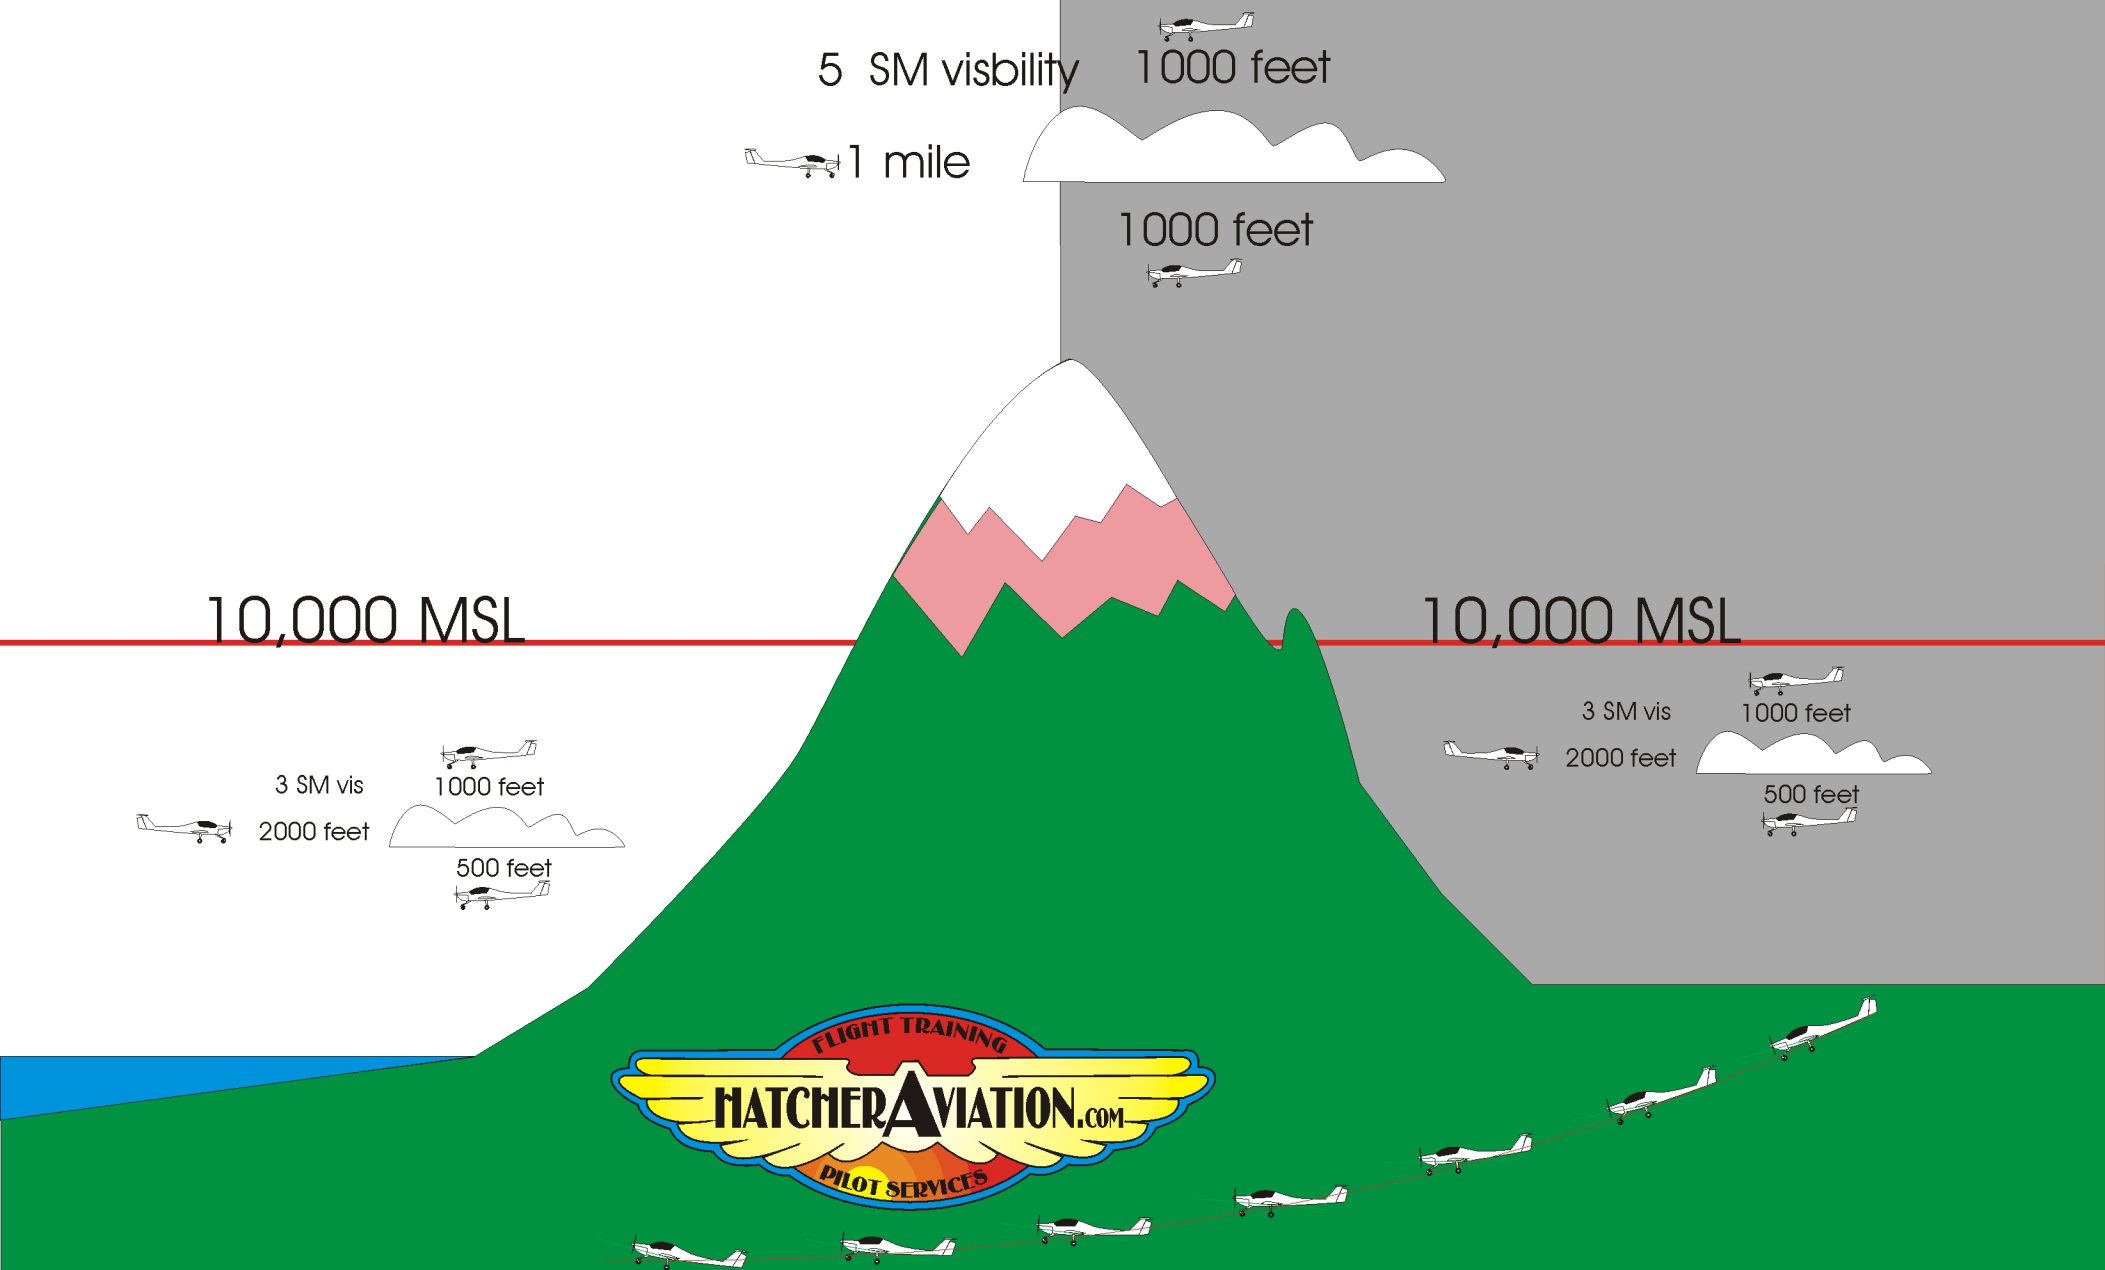 5 SM visbility
1000 feet
1 mile
1000 feet
10,000 MSL
10,000 MSL
3 SM vis
1000 feet
2000 feet
500 feet
3 SM vis
1000 feet
2000 feet
500 feet
FLIGHT TRAINING
HATCHERAVIATION.COM
PILOT SERVICES